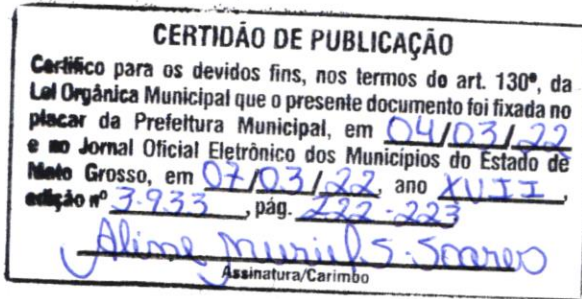 CERTIDÃO DE PUBLICAÇÃO
Certifico para os devidos fins, nos termos do art. 130º, da
Lei Orgânica Municipal que o presente documento foi fixada no
placar da Prefeitura Municipal, em 04/03/22
e no Jornal Oficial Eletrônico dos Municípios do Estado de
Mato Grosso, em 07/03/22, ano XVII,
edição nº 3.933, pág. 222-223
Aline Muriel S. Soares
Assinatura/Carimbo